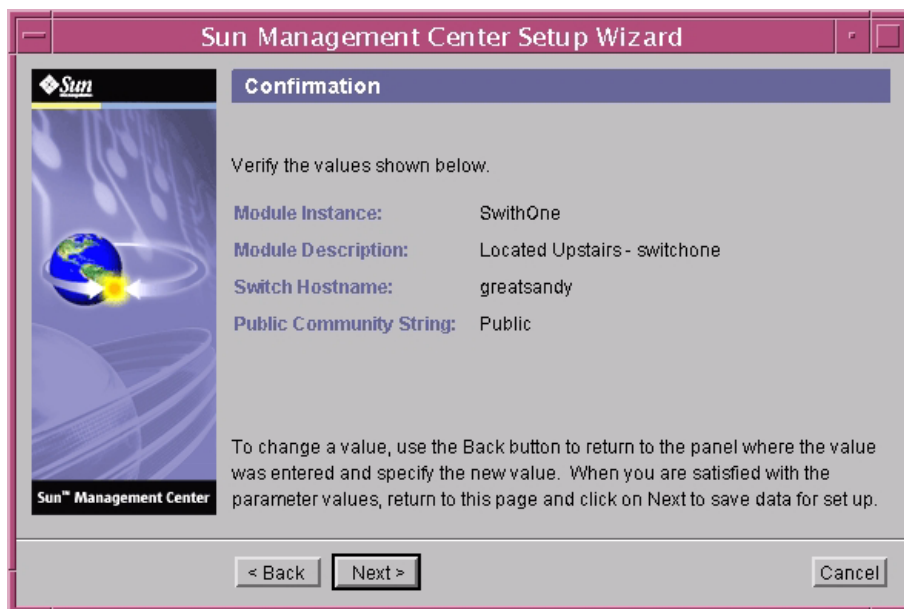 Sun Management Center Setup Wizard
Sun
Confirmation
Verify the values shown below.
Module Instance: SwithOne
Module Description: Located Upstairs - switchone
Switch Hostname: greatsandy
Public Community String: Public
To change a value, use the Back button to return to the panel where the value
was entered and specify the new value. When you are satisfied with the
parameter values, return to this page and click on Next to save data for set up.
Sun™ Management Center
< Back Next > Cancel